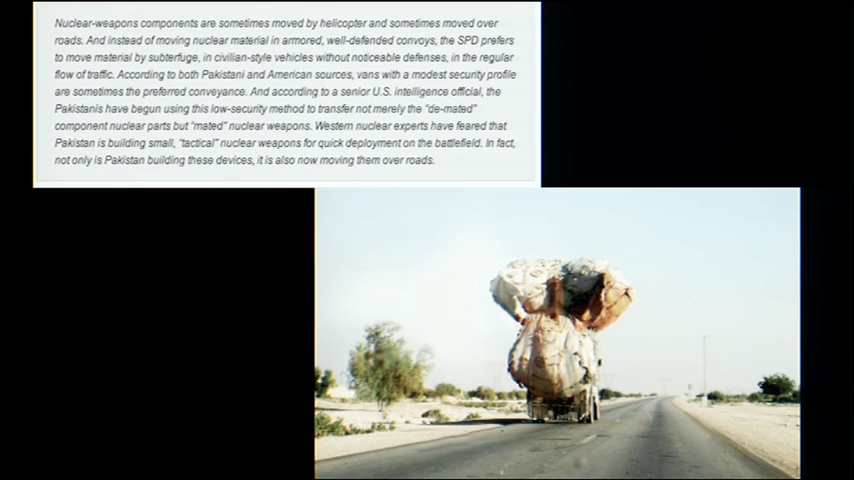 Nuclear-weapons components are sometimes moved by helicopter and sometimes moved over
roads. And instead of moving nuclear material in armored, well-defended convoys, the SPD prefers
to move material by subterfuge, in civilian-style vehicles without noticeable defenses, in the regular
flow of traffic. According to both Pakistani and American sources, vans with a modest security profile
are sometimes the preferred conveyance. And according to a senior U.S. intelligence official, the
Pakistanis have begun using this low-security method to transfer not merely the “de-mated”
component nuclear parts but “mated” nuclear weapons. Western nuclear experts have feared that
Pakistan is building small, “tactical” nuclear weapons for quick deployment on the battlefield. In fact,
not only is Pakistan building these devices, it is also now moving them over roads.